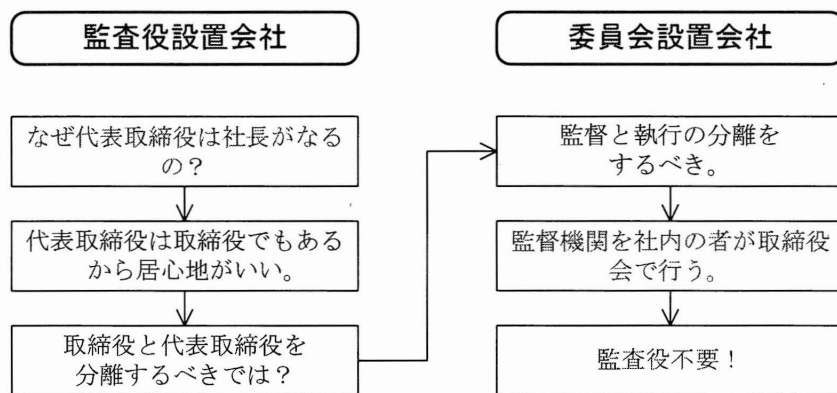 監査役設置会社
なぜ代表取締役は社長がなる
の？
代表取締役は取締役でもある
から居心地がいい。
取締役と代表取締役を
分離するべきでは？
委員会設置会社
監督と執行の分離を
するべき。
監督機関を社内の者が取締役
会で行う。
監査役不要！